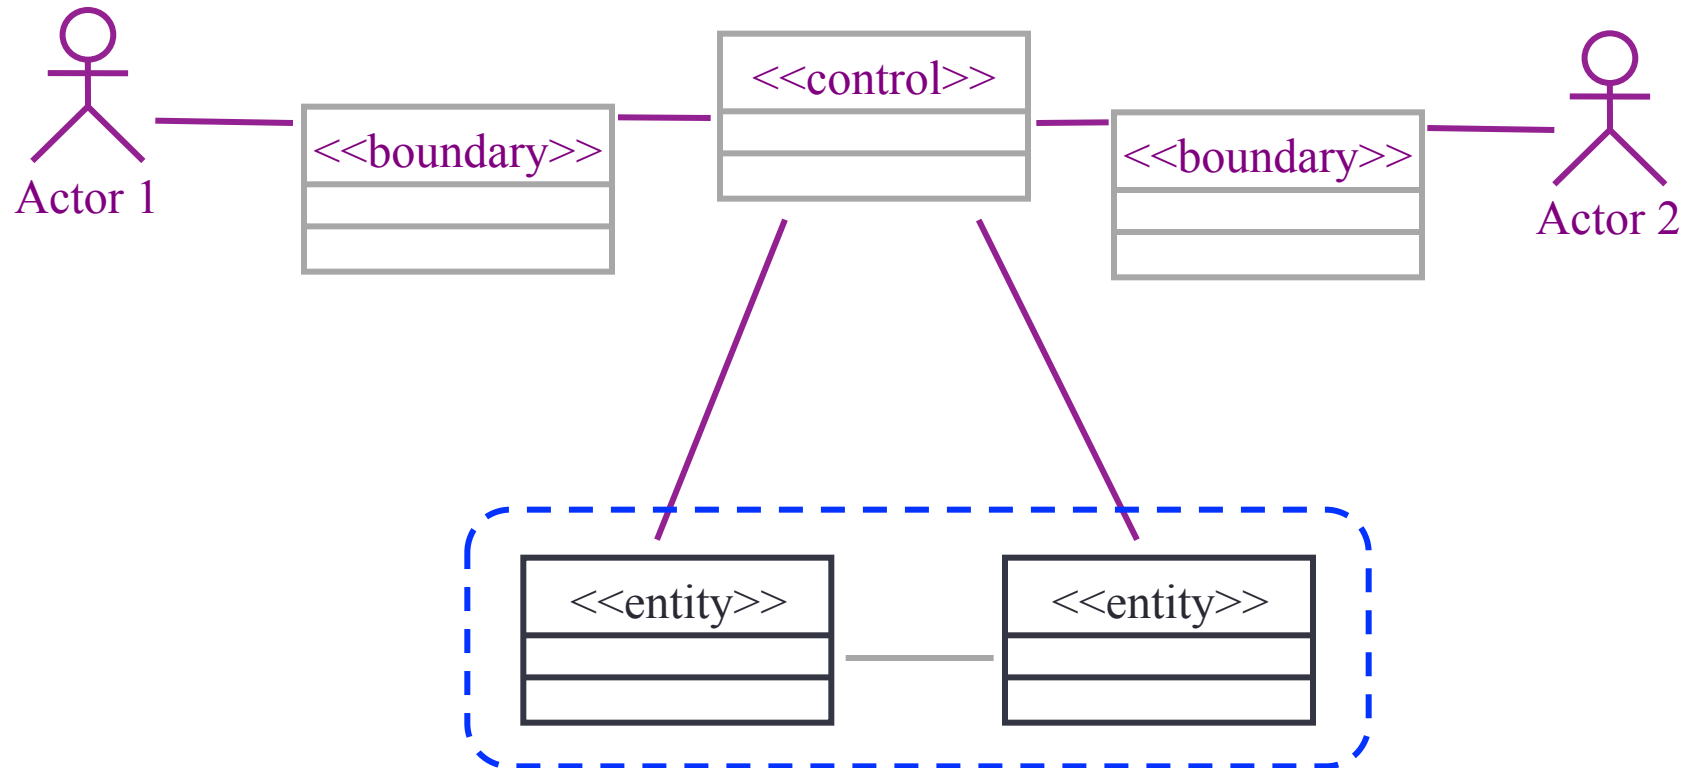 <<control>>
<<boundary>>
<<boundary>>
Actor 1
Actor 2
<<entity>>
<<entity>>